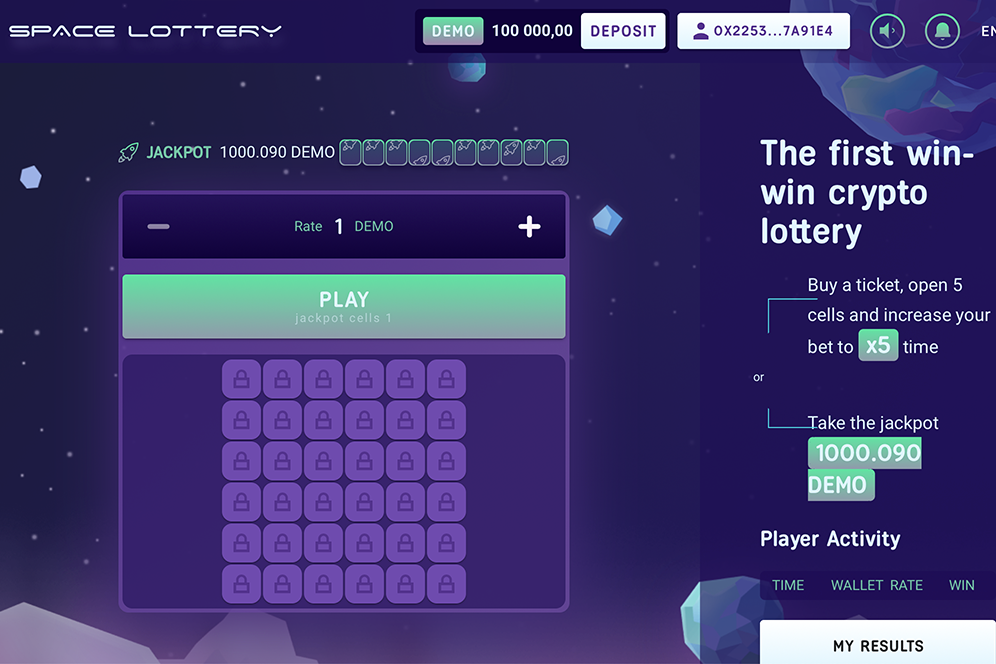 SPACE LOTTERY
DEMO 100 000,00 DEPOSIT 0X2253...7A91E4 EN
JACKPOT 1000.090 DEMO
Rate 1 DEMO
PLAY
jackpot cells 1
The first win-
win crypto
lottery
Buy a ticket, open 5
cells and increase your
bet to x5 time
or
Take the jackpot
1000.090
DEMO
Player Activity
TIME WALLET RATE WIN
MY RESULTS